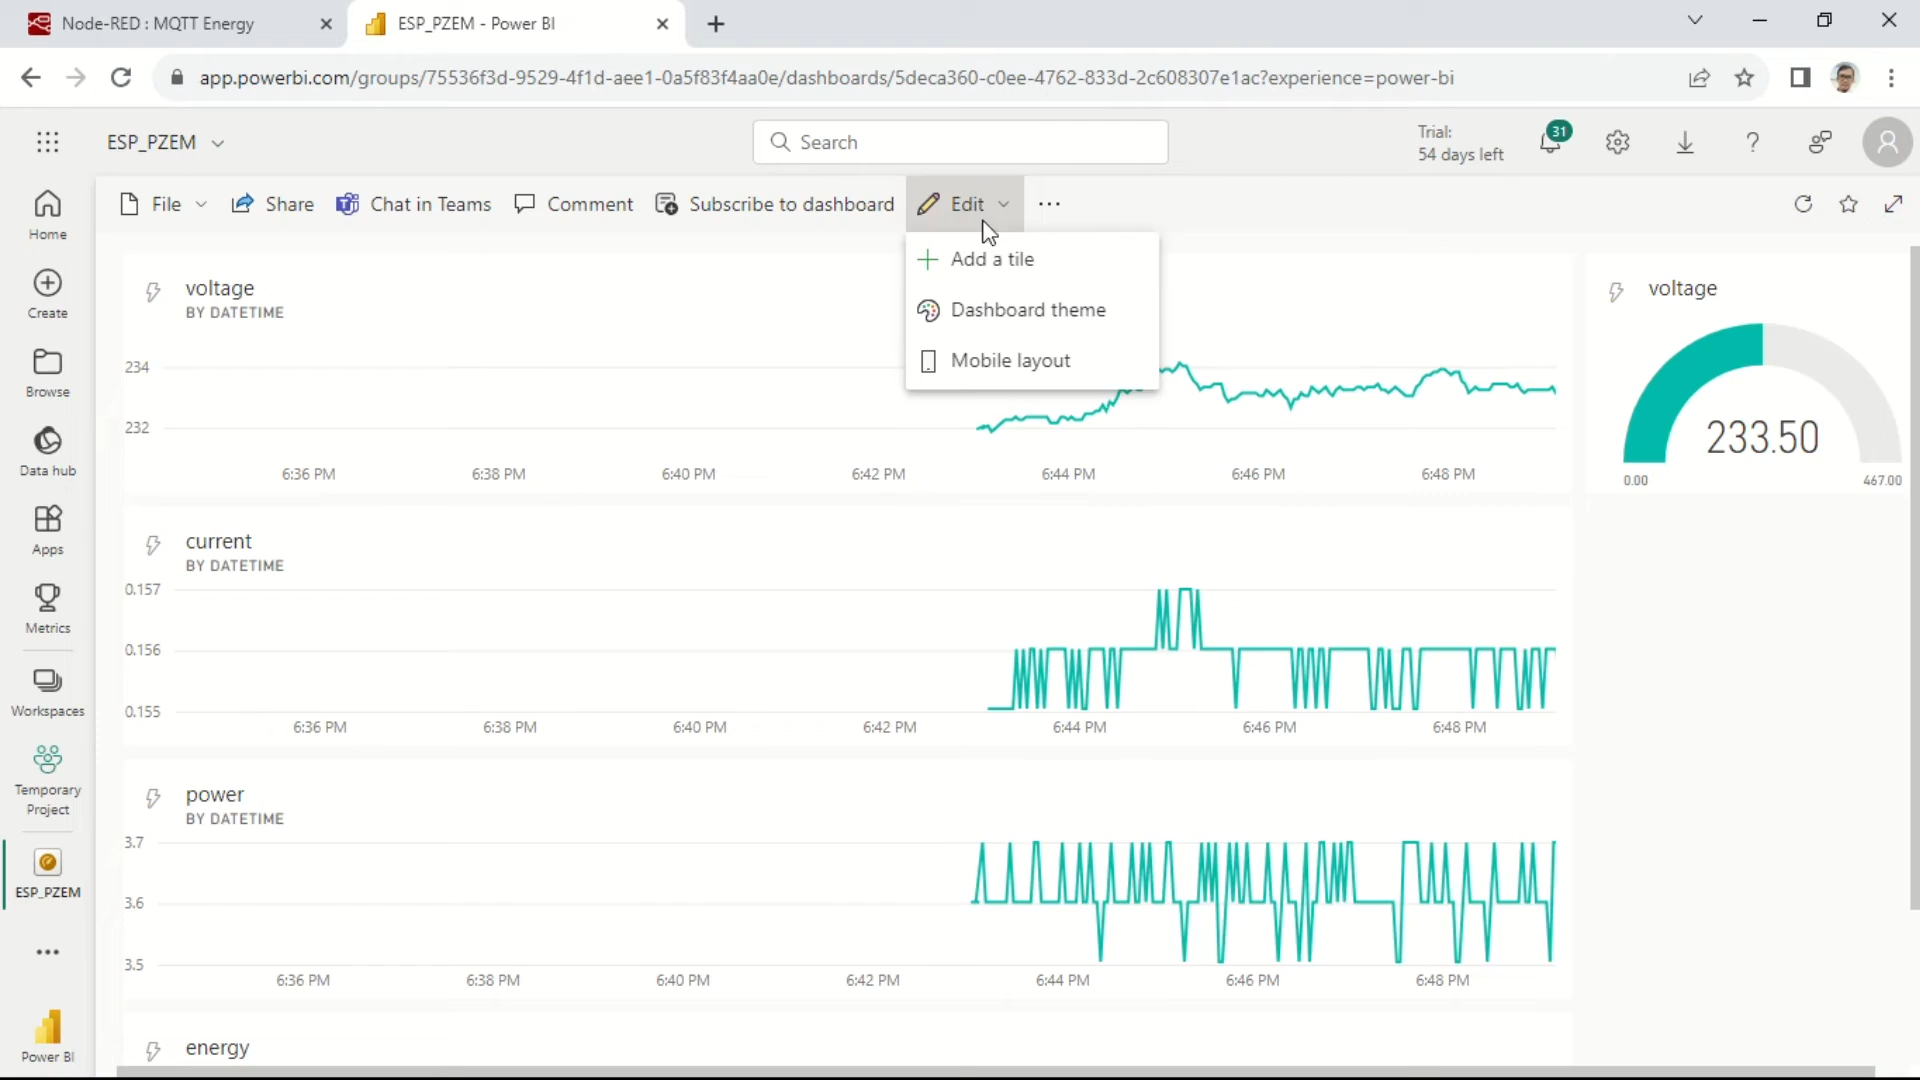 Node-RED : MQTT Energy
ESP_PZEM - Power BI
app.powerbi.com/groups/75536f3d-9529-4f1d-aee1-0a5f83f4aa0e/dashboards/5deca360-c0ee-4762-833d-2c608307e1ac?experience=power-bi
ESP_PZEM
Search
Trial:
54 days left
31
File
Share
Chat in Teams
Comment
Subscribe to dashboard
Edit
Add a tile
Dashboard theme
Mobile layout
Home
Create
Browse
Data hub
Apps
Metrics
Workspaces
Temporary
Project
ESP_PZEM
Power BI
voltage
BY DATETIME
234
232
6:36 PM 6:38 PM 6:40 PM 6:42 PM 6:44 PM 6:46 PM 6:48 PM
voltage
233.50
0.00 467.00
current
BY DATETIME
0.157
0.156
0.155
6:36 PM 6:38 PM 6:40 PM 6:42 PM 6:44 PM 6:46 PM 6:48 PM
power
BY DATETIME
3.7
3.6
3.5
6:36 PM 6:38 PM 6:40 PM 6:42 PM 6:44 PM 6:46 PM 6:48 PM
energy